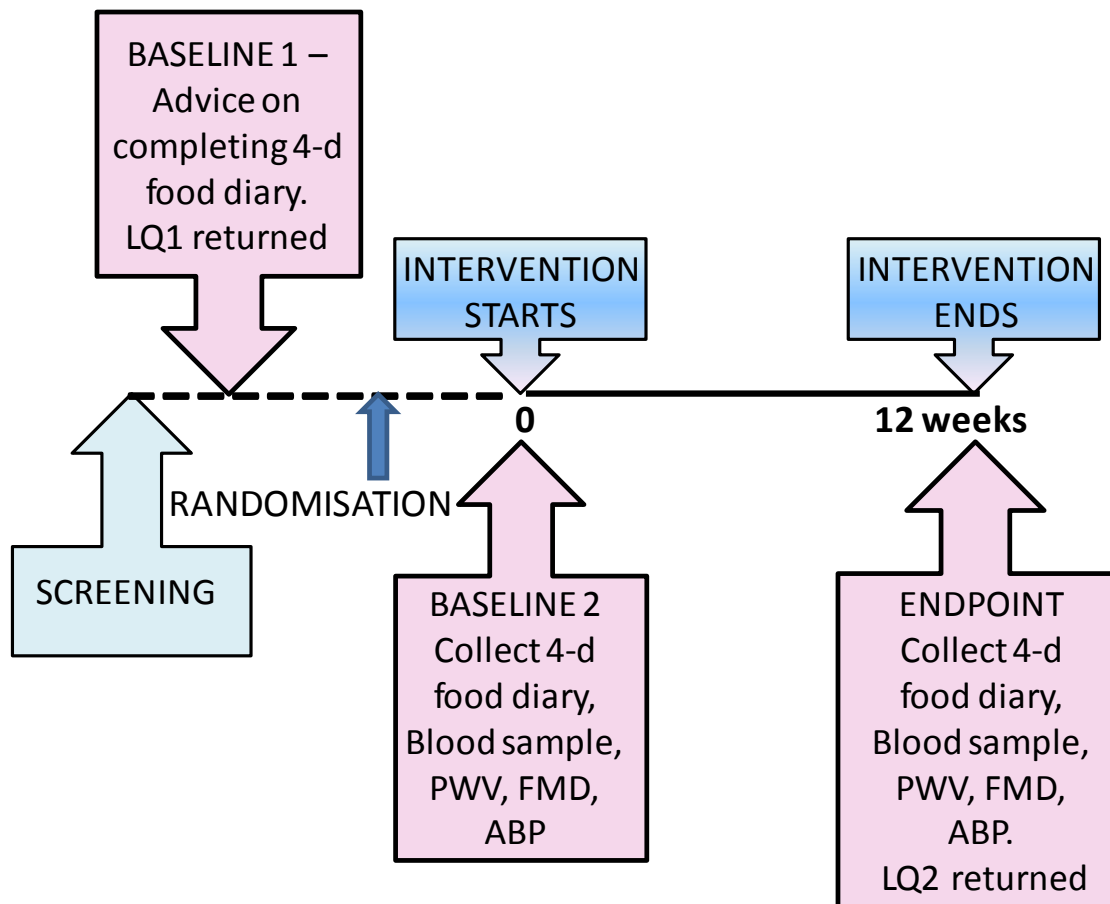 BASELINE 1 –
Advice on
completing 4-d
food diary.
LQ1 returned
INTERVENTION
STARTS
INTERVENTION
ENDS
0
12 weeks
RANDOMISATION
SCREENING
BASELINE 2
Collect 4-d
food diary,
Blood sample,
PWV, FMD,
ABP
ENDPOINT
Collect 4-d
food diary,
Blood sample,
PWV, FMD,
ABP.
LQ2 returned